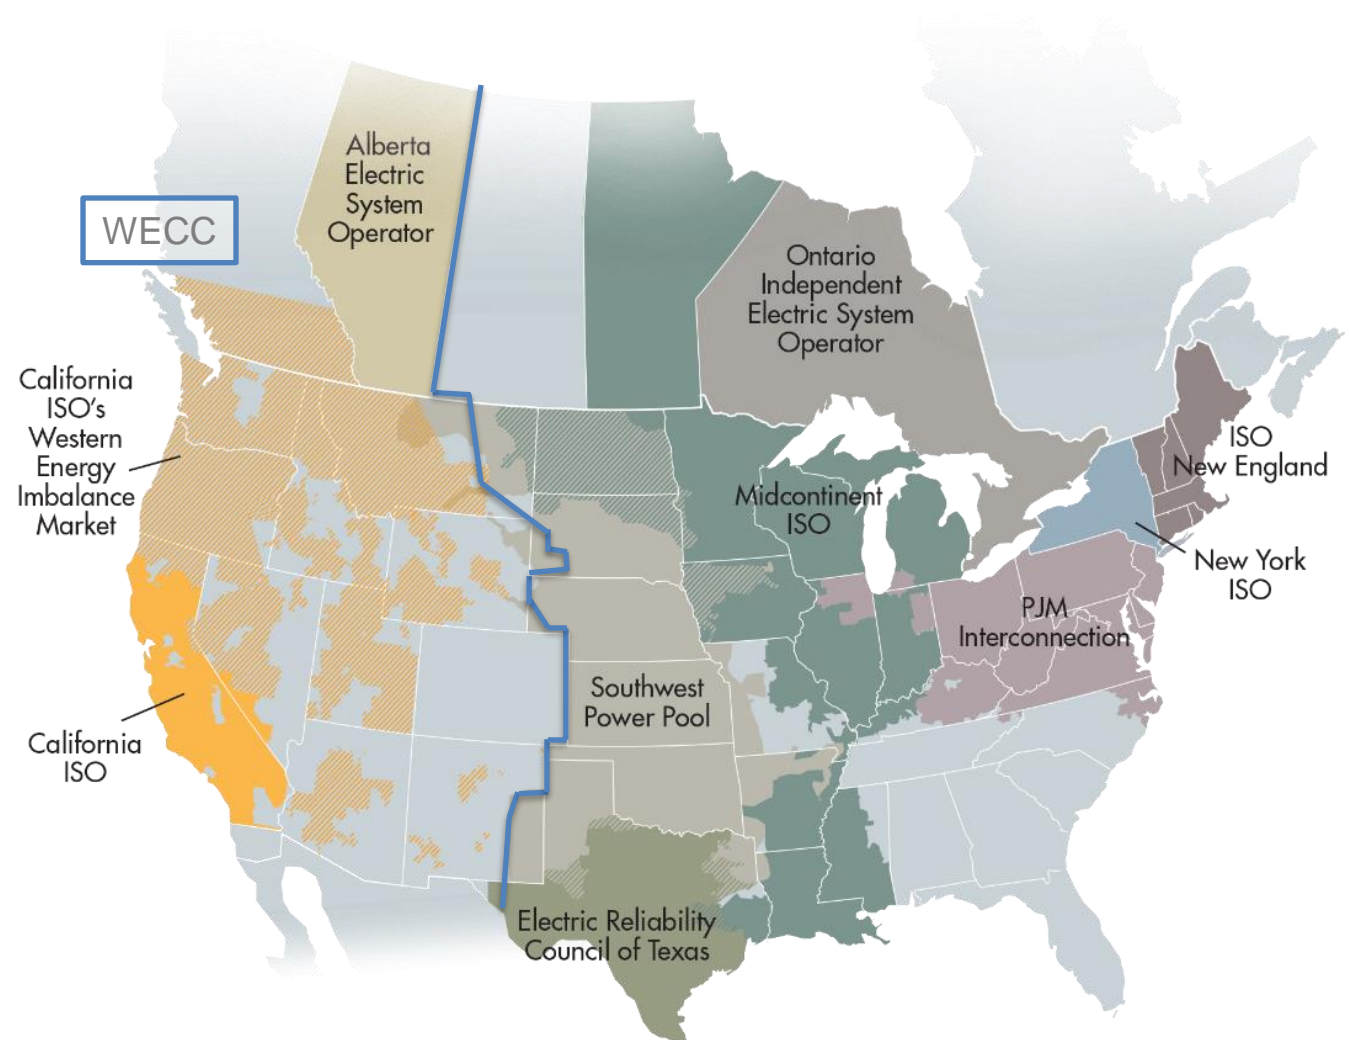 Alberta
Electric
System
Operator
WECC
Ontario
Independent
Electric System
Operator
California
ISO's
Western
Energy
Imbalance
Market
ISO
New England
Midcontinent
ISO
New York
ISO
PJM
Interconnection
Southwest
Power Pool
California
ISO
Electric Reliability
Council of Texas